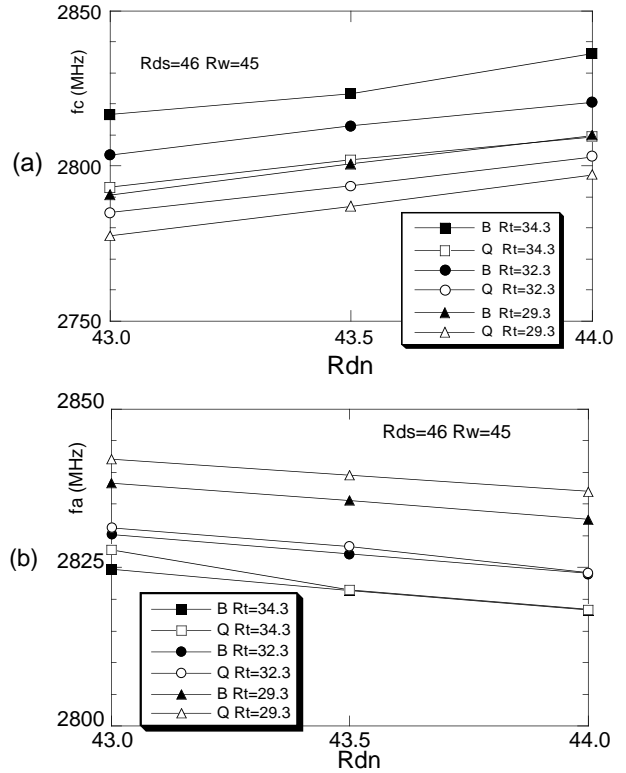 2850
fc (MHz)
Rds=46 Rw=45
(a)
2800
B Rt=34.3
Q Rt=34.3
B Rt=32.3
Q Rt=32.3
B Rt=29.3
Q Rt=29.3
2750
43.0 43.5 44.0
Rdn
2850
fa (MHz)
Rds=46 Rw=45
(b)
2825
B Rt=34.3
Q Rt=34.3
B Rt=32.3
Q Rt=32.3
B Rt=29.3
Q Rt=29.3
2800
43.0 43.5 44.0
Rdn